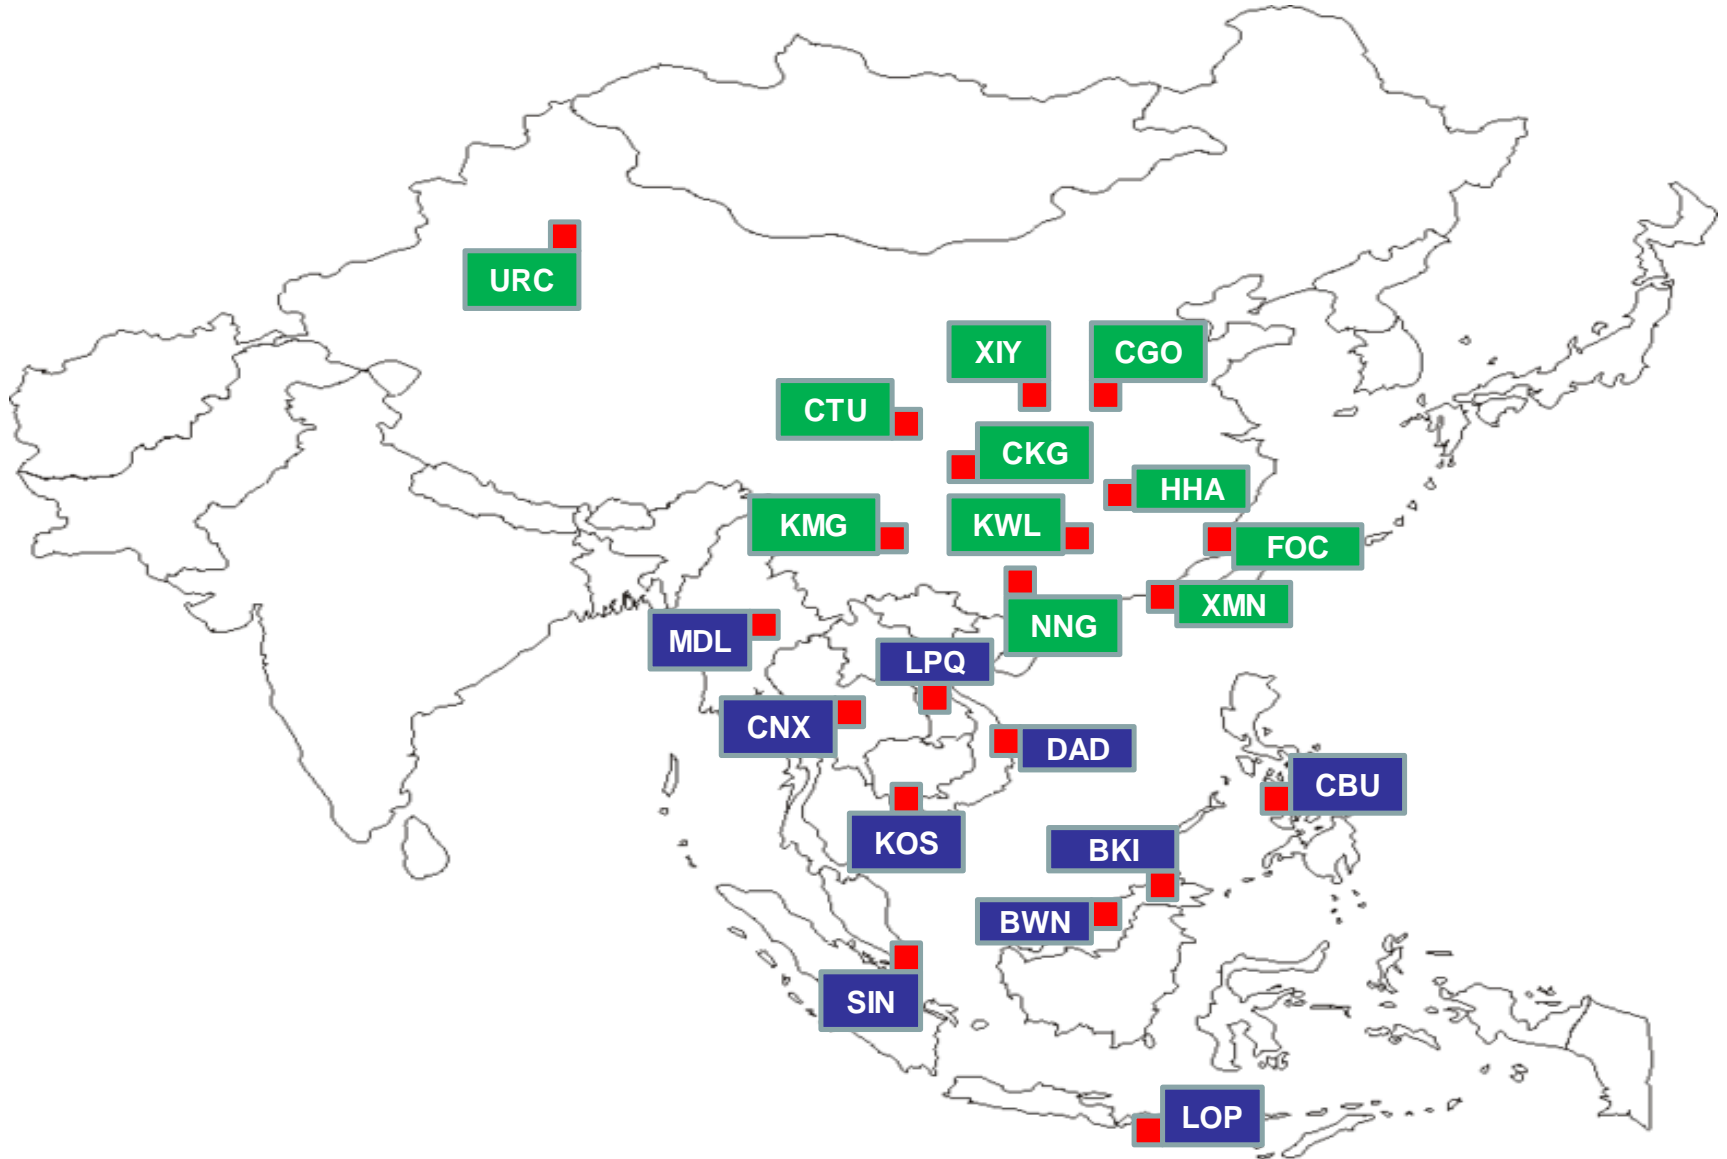 URC
XIY
CGO
CTU
CKG
HHA
KMG
KWL
FOC
XMN
NNG
MDL
LPQ
CNX
DAD
CBU
KOS
BKI
BWN
SIN
LOP